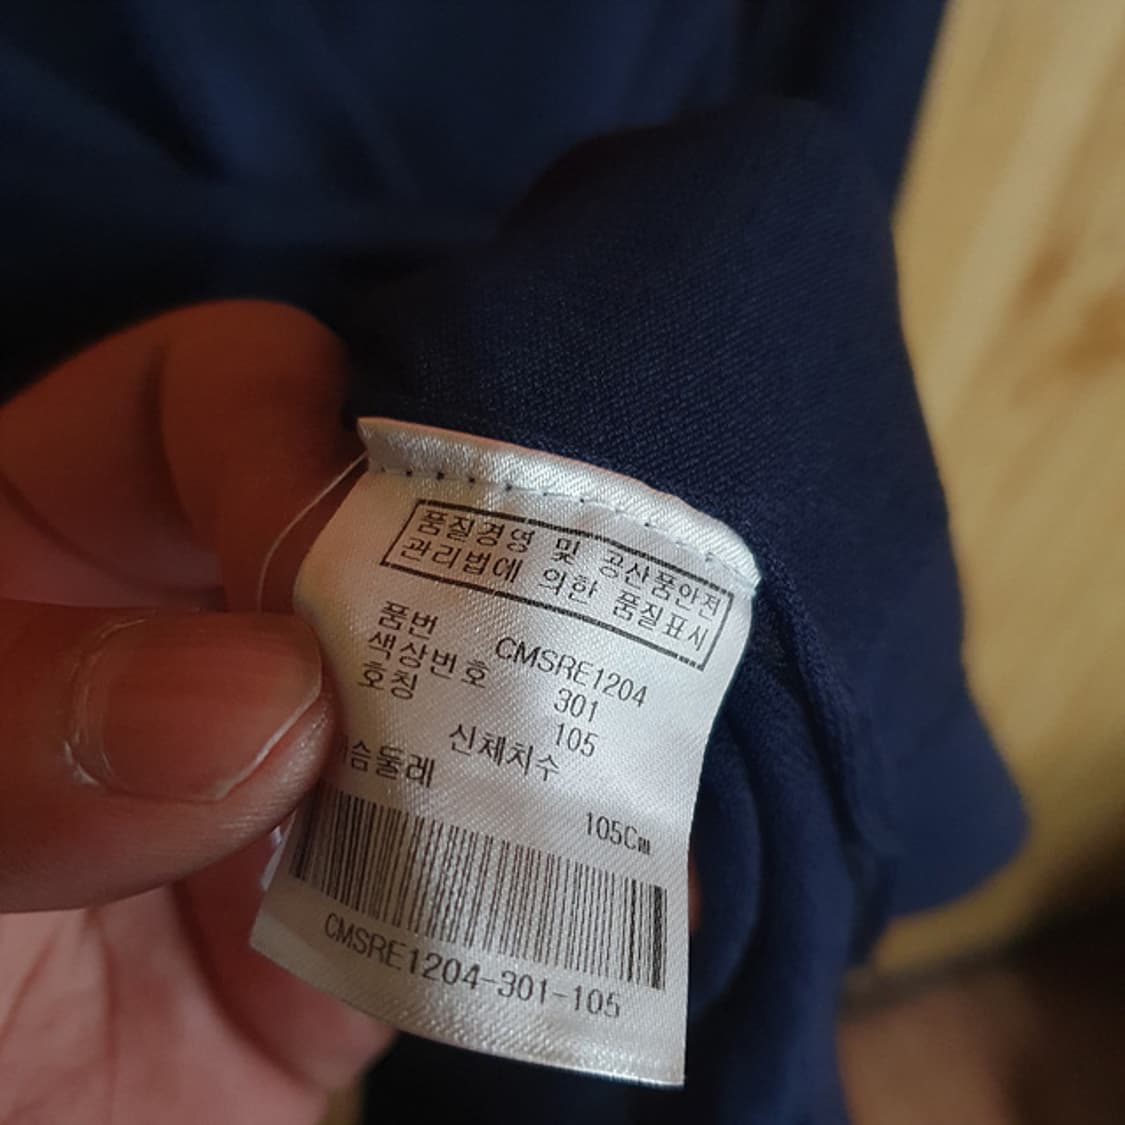 품질경영 및 공산품안전
관리법에 의한 품질표시
품번 CMSRE1204
색상번호 301
호칭 105
신체치수
가슴둘레 105Cm
CMSRE1204-301-105